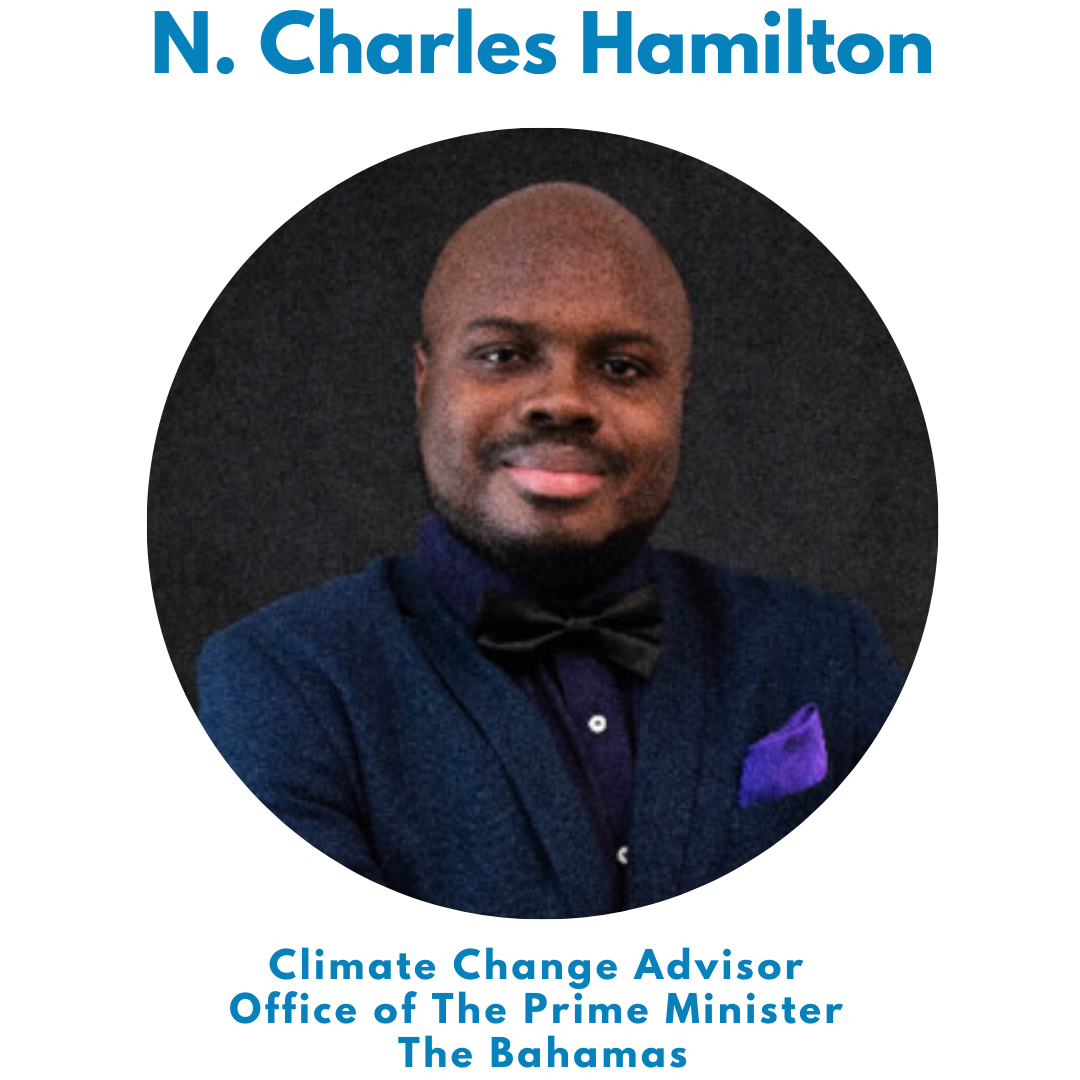 N. Charles Hamilton
Climate Change Advisor
Office of The Prime Minister
The Bahamas